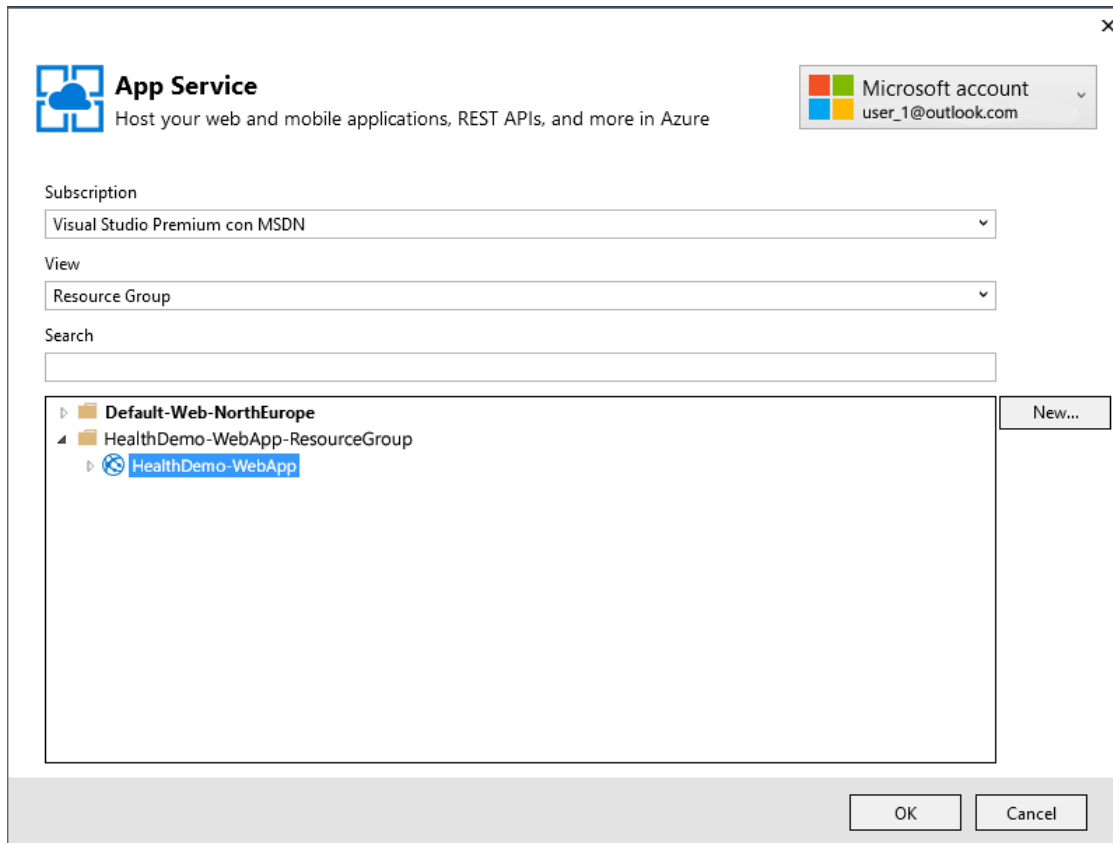 App Service
Host your web and mobile applications, REST APIs, and more in Azure
Microsoft account
user_1@outlook.com
Subscription
Visual Studio Premium con MSDN
View
Resource Group
Search
Default-Web-NorthEurope
New...
HealthDemo-WebApp-ResourceGroup
HealthDemo-WebApp
OK
Cancel